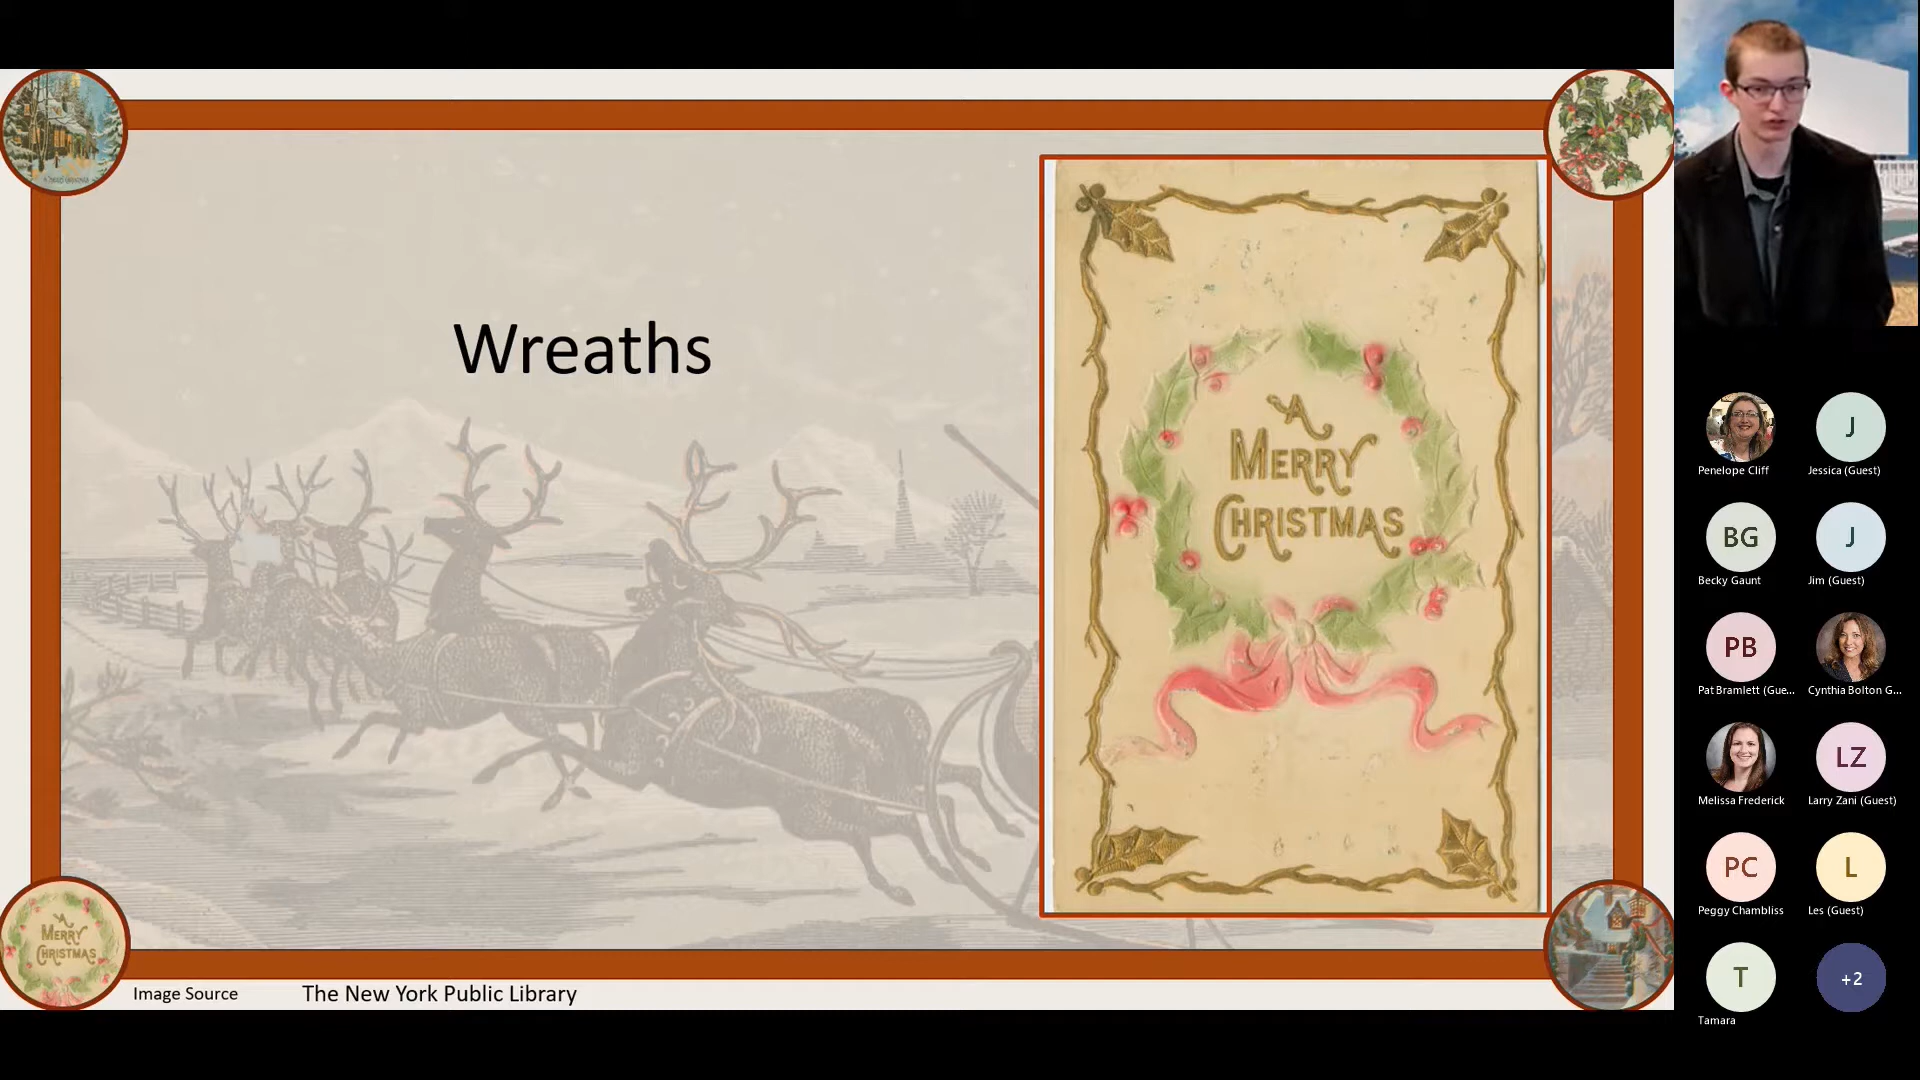 Wreaths
A
MERRY
CHRISTMAS
A
MERRY
CHRISTMAS
Image Source
The New York Public Library
Penelope Cliff
J
Jessica (Guest)
BG
Becky Gaunt
J
Jim (Guest)
PB
Pat Bramlett (Gue...
Cynthia Bolton G...
Melissa Frederick
LZ
Larry Zani (Guest)
PC
Peggy Chambliss
L
Les (Guest)
T
Tamara
+2